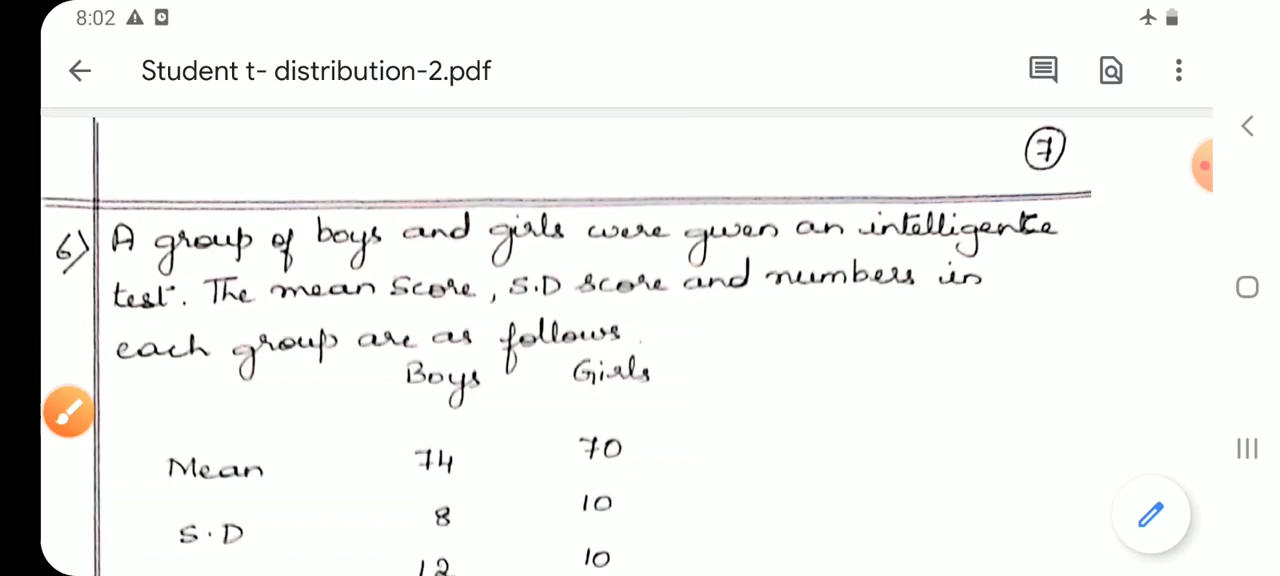 8:02
Student t- distribution-2.pdf
7
6) A group of boys and girls were given an intelligence
test. The mean Score, S.D score and numbers in
each group are as follows.
Boys Girls
Mean 74 70
S.D 8 10
12 10